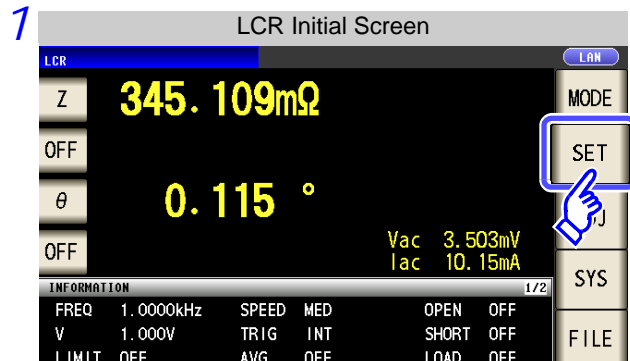 1
LCR Initial Screen
LCR
LAN
Z 345.109mΩ
MODE
OFF
SET
θ 0.115 °
OFF
Vac 3.503mV
Iac 10.15mA
SYS
INFORMATION 1/2
FREQ 1.0000kHz SPEED MED OPEN OFF
V 1.000V TRIG INT SHORT OFF
FILE
LIMIT OFF AVG OFF LOAD OFF